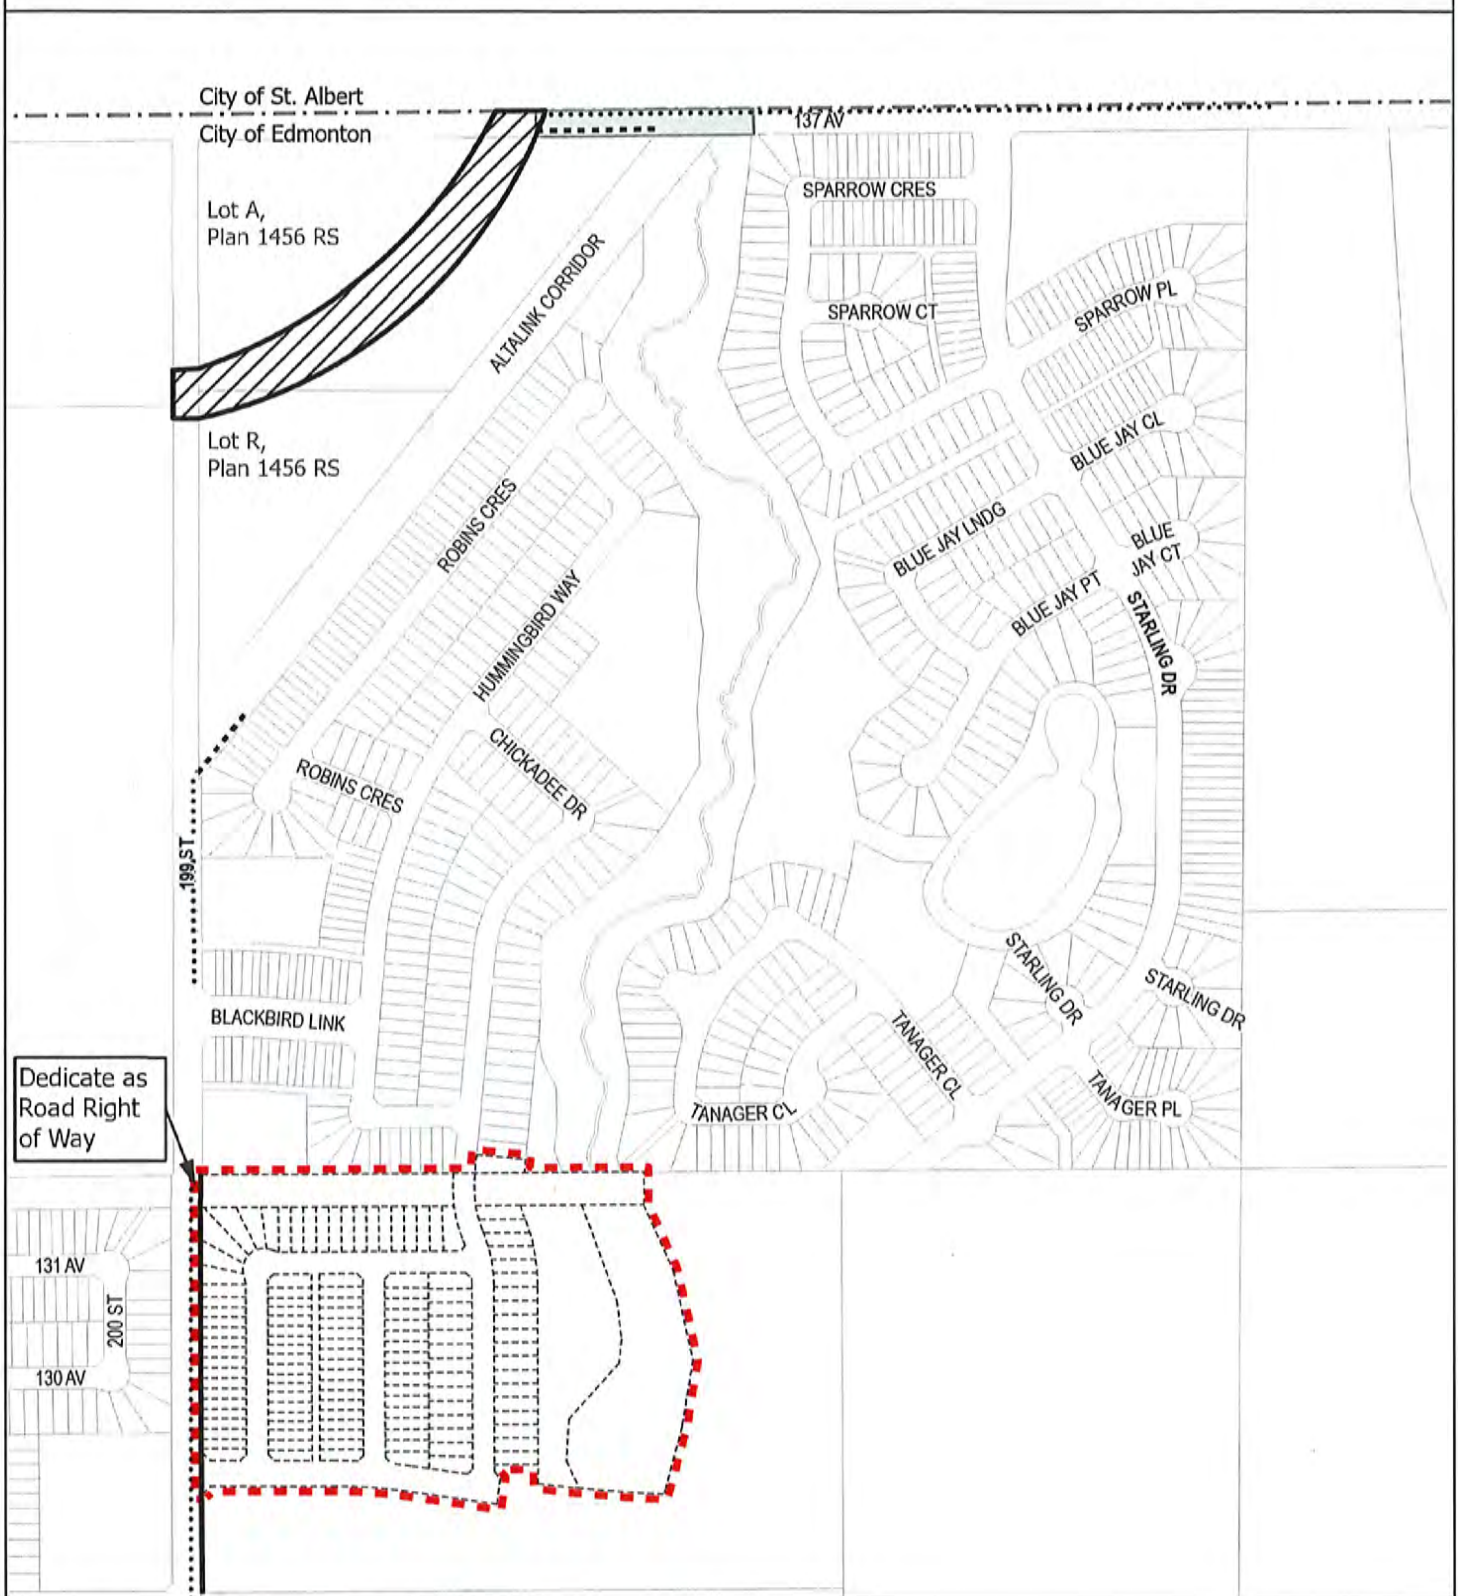 City of St. Albert
City of Edmonton
137 AV
Lot A,
Plan 1456 RS
SPARROW CRES
ALTALINK CORRIDOR
SPARROW PL
SPARROW CT
Lot R,
Plan 1456 RS
BLUE JAY CL
ROBINS CRES
BLUE JAY LNDG
BLUE
JAY CT
BLUE JAY PT
HUMMINGBIRD WAY
STARLING DR
CHICKADEE DR
ROBINS CRES
199 ST
STARLING DR
STARLING DR
BLACKBIRD LINK
TANAGER CL
TANAGER CL
TANAGER PL
Dedicate as
Road Right
of Way
131 AV
200 ST
130 AV